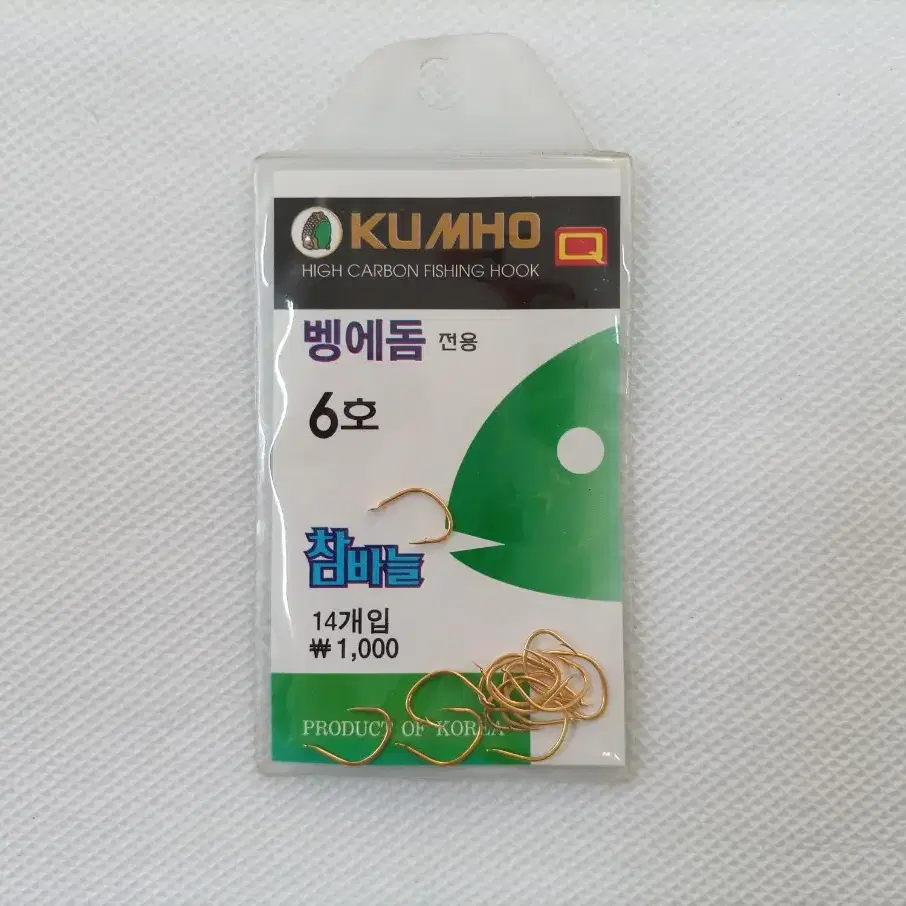 KUMHO
Q
HIGH CARBON FISHING HOOK
벵에돔 전용
6호
참바늘
14개입
₩1,000
PRODUCT OF KOREA